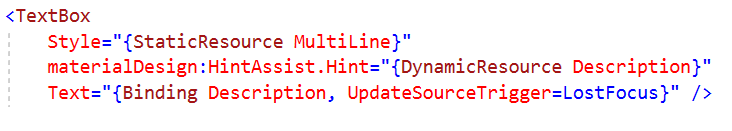 <TextBox
Style="{StaticResource MultiLine}"
materialDesign:HintAssist.Hint="{DynamicResource Description}"
Text="{Binding Description, UpdateSourceTrigger=LostFocus}" />